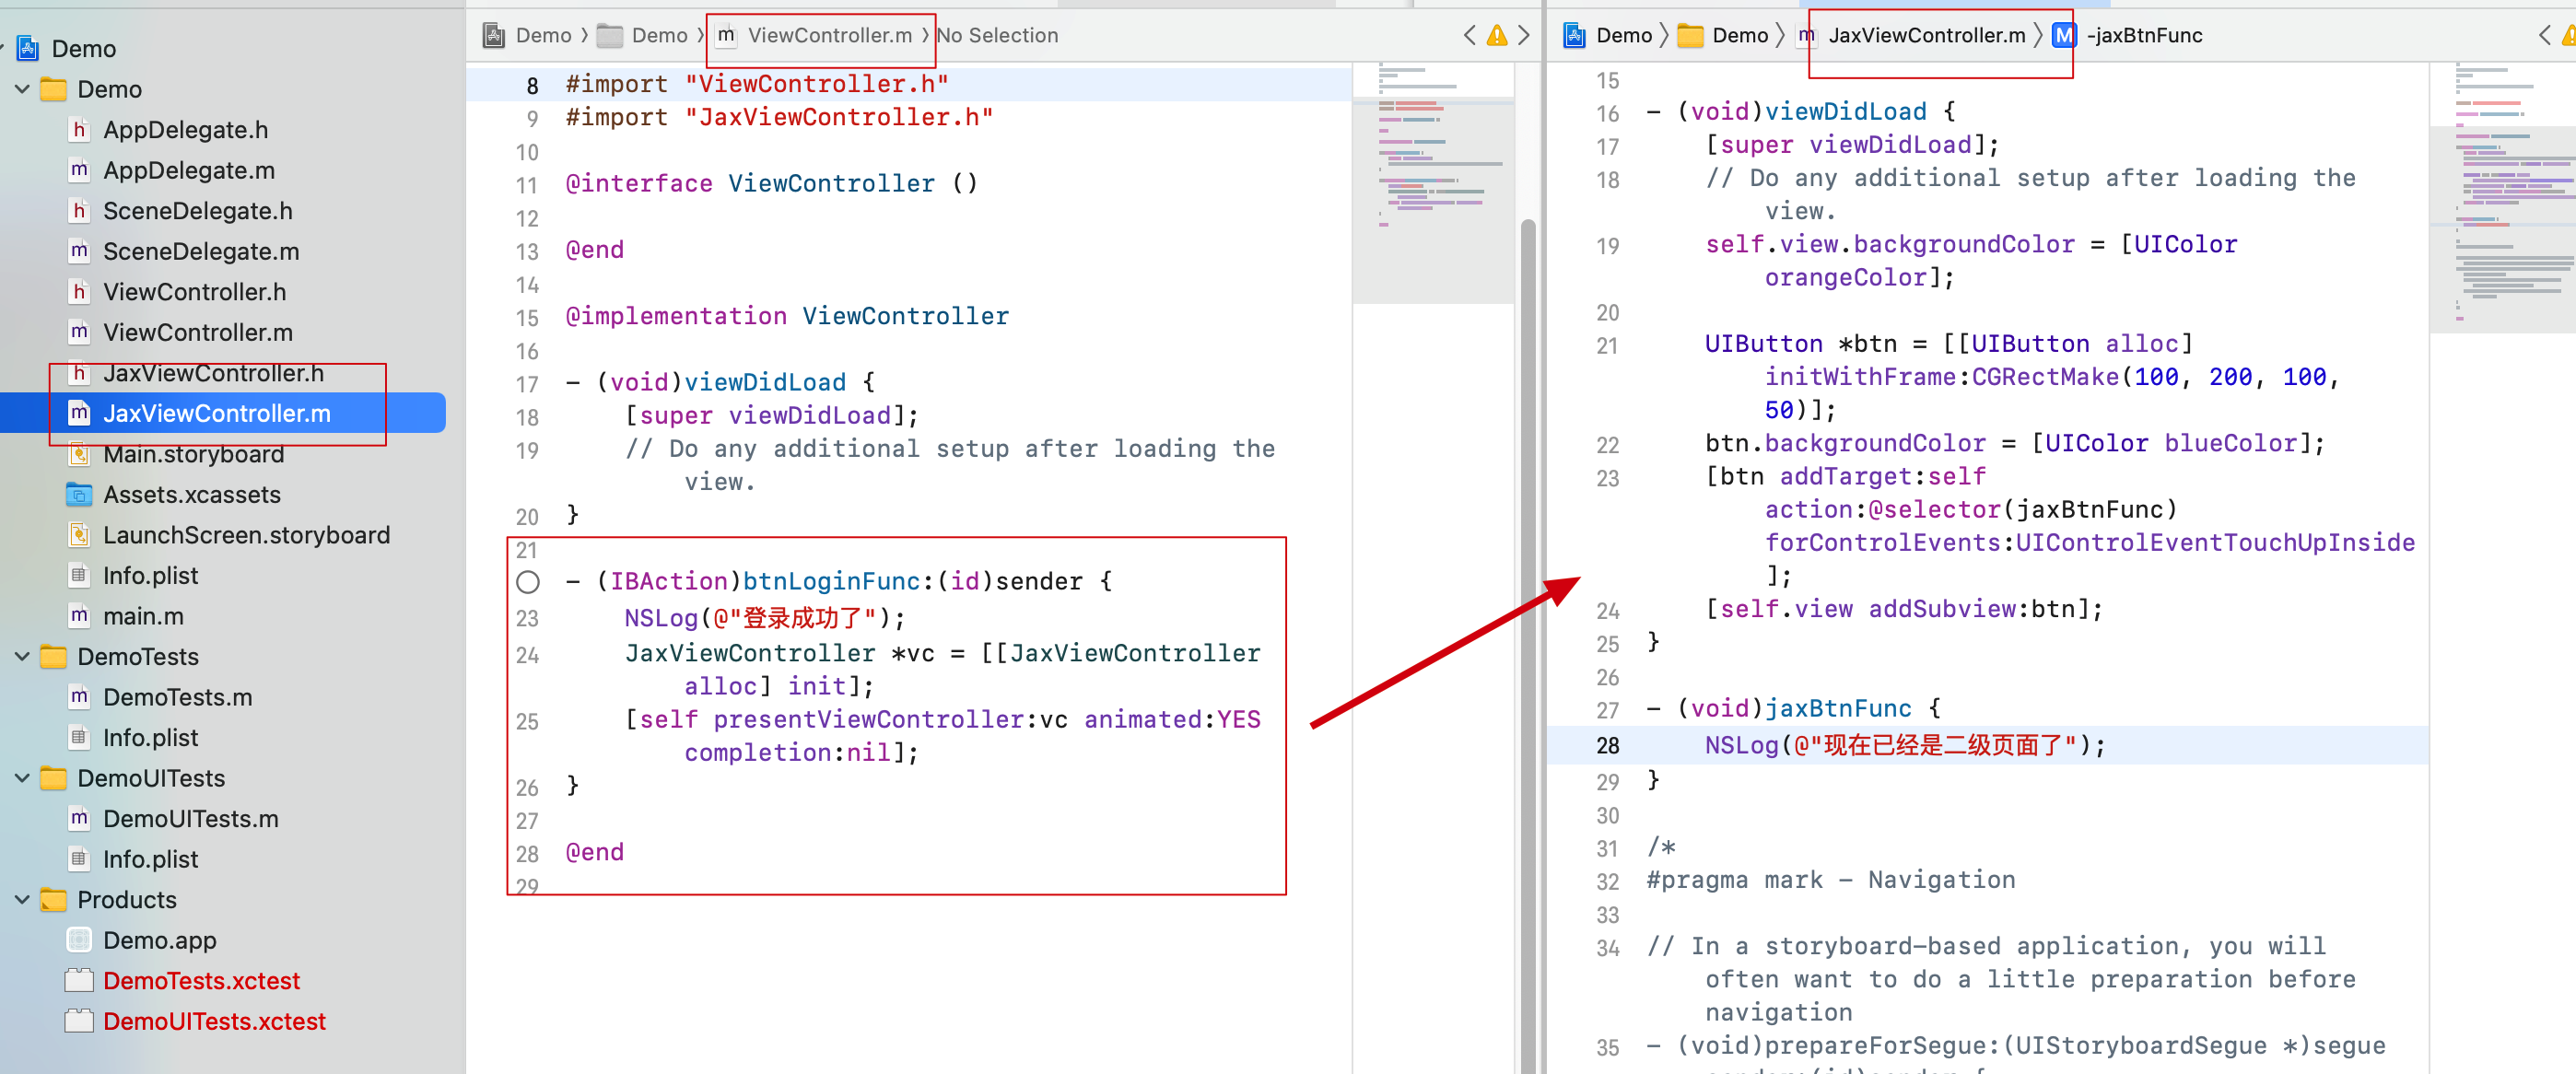 Demo
Demo
h AppDelegate.h
m AppDelegate.m
h SceneDelegate.h
m SceneDelegate.m
h ViewController.h
m ViewController.m
h JaxViewController.h
m JaxViewController.m
Main.storyboard
Assets.xcassets
LaunchScreen.storyboard
Info.plist
m main.m
DemoTests
m DemoTests.m
Info.plist
DemoUITests
m DemoUITests.m
Info.plist
Products
Demo.app
DemoTests.xctest
DemoUITests.xctest
Demo Demo m ViewController.m No Selection
8 #import "ViewController.h"
9 #import "JaxViewController.h"
10
11 @interface ViewController ()
12
13 @end
14
15 @implementation ViewController
16
17 - (void)viewDidLoad {
18 [super viewDidLoad];
19 // Do any additional setup after loading the
view.
20 }
21
- (IBAction)btnLoginFunc:(id)sender {
23 NSLog(@"登录成功了");
24 JaxViewController *vc = [[JaxViewController
alloc] init];
25 [self presentViewController:vc animated:YES
completion:nil];
26 }
27
28 @end
29
Demo Demo m JaxViewController.m M -jaxBtnFunc
15
16 - (void)viewDidLoad {
17 [super viewDidLoad];
18 // Do any additional setup after loading the
view.
19 self.view.backgroundColor = [UIColor
orangeColor];
20
21 UIButton *btn = [[UIButton alloc]
initWithFrame:CGRectMake(100, 200, 100,
50)];
22 btn.backgroundColor = [UIColor blueColor];
23 [btn addTarget:self
action:@selector(jaxBtnFunc)
forControlEvents:UIControlEventTouchUpInside
];
24 [self.view addSubview:btn];
25 }
26
27 - (void)jaxBtnFunc {
28 NSLog(@"现在已经是二级页面了");
29 }
30
31 /*
32 #pragma mark - Navigation
33
34 // In a storyboard-based application, you will
often want to do a little preparation before
navigation
35 - (void)prepareForSegue:(UIStoryboardSegue *)segue